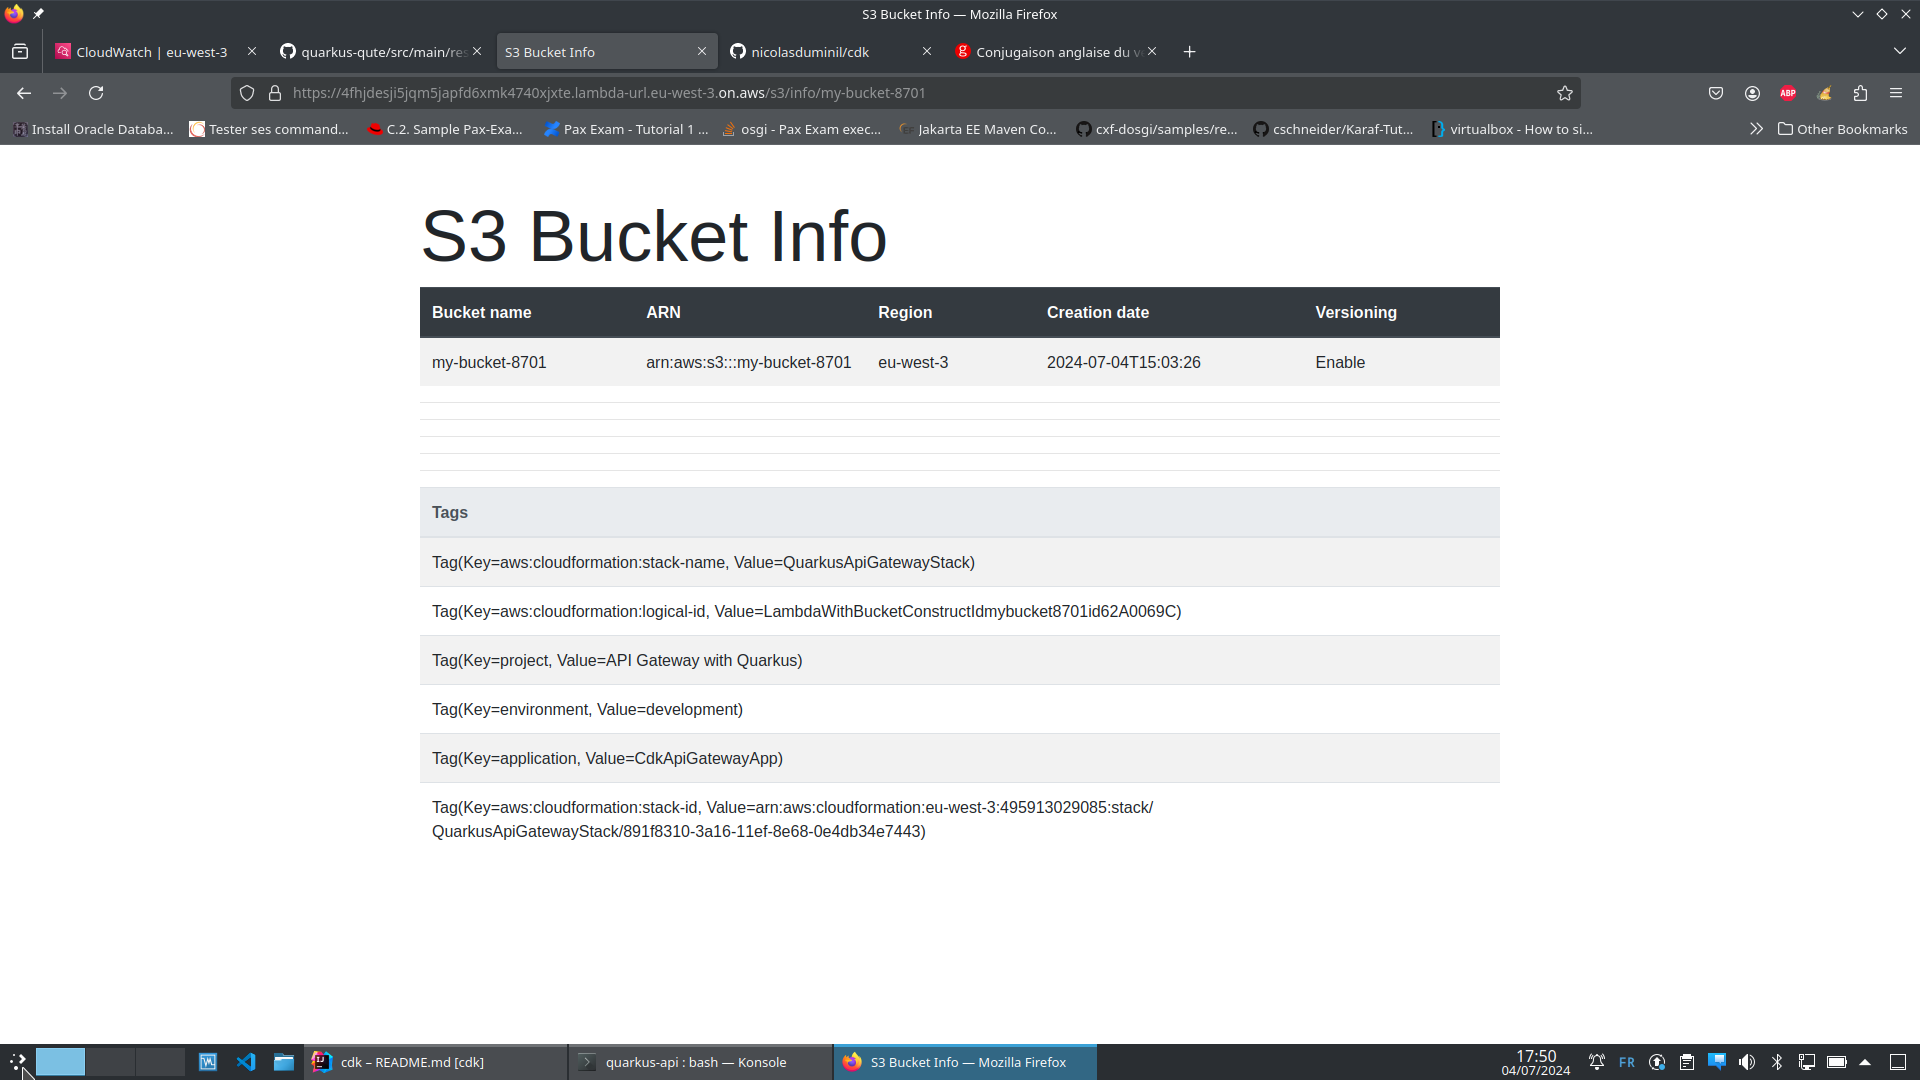 S3 Bucket Info — Mozilla Firefox
CloudWatch | eu-west-3
quarkus-qute/src/main/res
S3 Bucket Info
nicolasduminil/cdk
Conjugaison anglaise du v
https://4fhjdesji5jqm5japfd6xmk4740xjxte.lambda-url.eu-west-3.on.aws/s3/info/my-bucket-8701
ABP
Install Oracle Databa...
Tester ses command...
C.2. Sample Pax-Exa...
Pax Exam - Tutorial 1 ...
osgi - Pax Exam exec...
Jakarta EE Maven Co...
cxf-dosgi/samples/re...
cschneider/Karaf-Tut...
virtualbox - How to si...
Other Bookmarks
S3 Bucket Info
Bucket name ARN Region Creation date Versioning
my-bucket-8701 arn:aws:s3:::my-bucket-8701 eu-west-3 2024-07-04T15:03:26 Enable
Tags
Tag(Key=aws:cloudformation:stack-name, Value=QuarkusApiGatewayStack)
Tag(Key=aws:cloudformation:logical-id, Value=LambdaWithBucketConstructIdmybucket8701id62A0069C)
Tag(Key=project, Value=API Gateway with Quarkus)
Tag(Key=environment, Value=development)
Tag(Key=application, Value=CdkApiGatewayApp)
Tag(Key=aws:cloudformation:stack-id, Value=arn:aws:cloudformation:eu-west-3:495913029085:stack/
QuarkusApiGatewayStack/891f8310-3a16-11ef-8e68-0e4db34e7443)
cdk – README.md [cdk]
quarkus-api : bash — Konsole
S3 Bucket Info — Mozilla Firefox
FR
17:50
04/07/2024